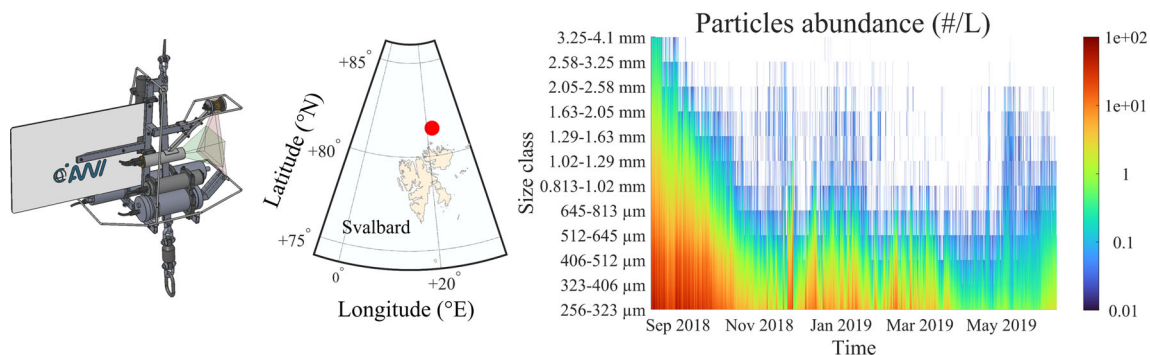 ÖANI
+85°
+80°
+75°
Latitude (°N)
Svalbard
0
+20°
Longitude (°E)
Particles abundance (#/L)
Size class
3.25-4.1 mm
2.58-3.25 mm
2.05-2.58 mm
1.63-2.05 mm
1.29-1.63 mm
1.02-1.29 mm
0.813-1.02 mm
645-813 µm
512-645 µm
406-512 µm
323-406 µm
256-323 µm
Sep 2018 Nov 2018 Jan 2019 Mar 2019 May 2019
Time
1e+02
1e+01
1
0.1
0.01